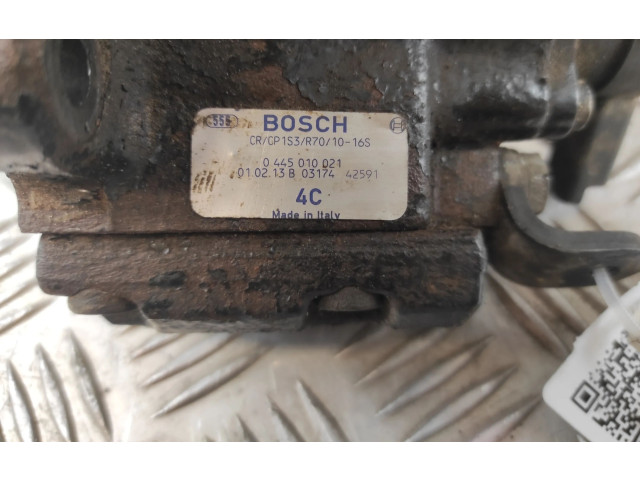 556 BOSCH
CR/CP1S3/R70/10-16S
0 445 010 021
01 02.13 B 03174 42591
4C
Made in Italy